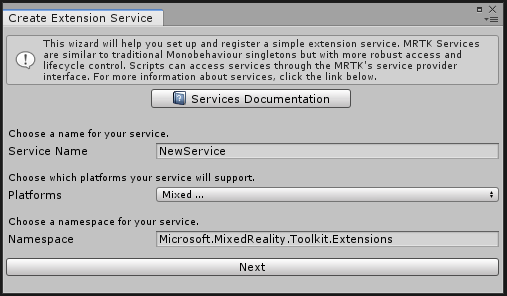 Create Extension Service
This wizard will help you set up and register a simple extension service. MRTK Services
are similar to traditional Monobehaviour singletons but with more robust access and
lifecycle control. Scripts can access services through the MRTK's service provider
interface. For more information about services, click the link below.
Services Documentation
Choose a name for your service.
Service Name NewService
Choose which platforms your service will support.
Platforms Mixed ...
Choose a namespace for your service.
Namespace Microsoft.MixedReality.Toolkit.Extensions
Next